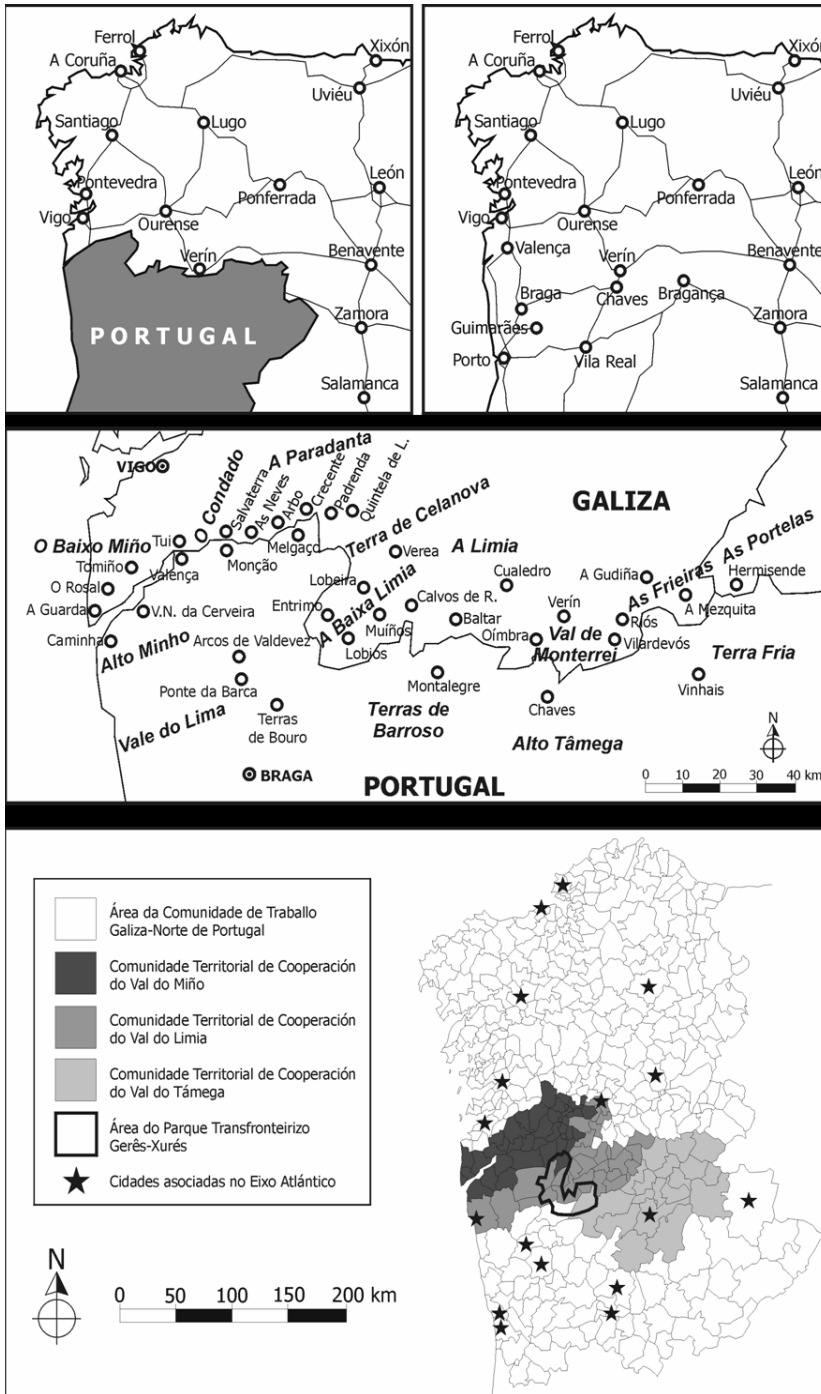 Ferrol
A Coruña
Xixón
Uviéu
Santiago
Lugo
Pontevedra
Ponferrada
León
Vigo
Ourense
Verín
Benavente
PORTUGAL
Zamora
Salamanca
Ferrol
A Coruña
Xixón
Uviéu
Santiago
Lugo
Pontevedra
Ponferrada
León
Vigo
Ourense
Valença
Verín
Benavente
Braga
Chaves
Bragança
Guimarães
Zamora
Porto
Vila Real
Salamanca
VIGO
O Condado
A Paradanta
Salvaterra
As Neves
Arbo
Crecente
Padrenda
Quintela de L.
GALIZA
O Baixo Miño
Tui
Tomiño
Valença
Monção
Melgaço
Terra de Celanova
Verea
A Limia
As Portelas
O Rosal
Lobeira
Cualedro
A Gudiña
As Frieiras
Hermisende
A Guarda
V.N. da Cerveira
Entrimo
A Baixa Limia
Calvos de R.
Verín
A Mezquita
Caminha
Alto Minho
Arcos de Valdevez
Muíños
Baltar
Oímbra
Val de
Monterrei
Riós
Vilardevós
Lobios
Terra Fria
Ponte da Barca
Montalegre
Vinhais
Vale do Lima
Terras
de Bouro
Terras de
Barroso
Chaves
Alto Tâmega
N
BRAGA
PORTUGAL
0 10 20 30 40 km
Área da Comunidade de Traballo
Galiza-Norte de Portugal
Comunidade Territorial de Cooperación
do Val do Miño
Comunidade Territorial de Cooperación
do Val do Limia
Comunidade Territorial de Cooperación
do Val do Támega
Área do Parque Transfronteirizo
Gerês-Xurés
Cidades asociadas no Eixo Atlántico
N
0 50 100 150 200 km